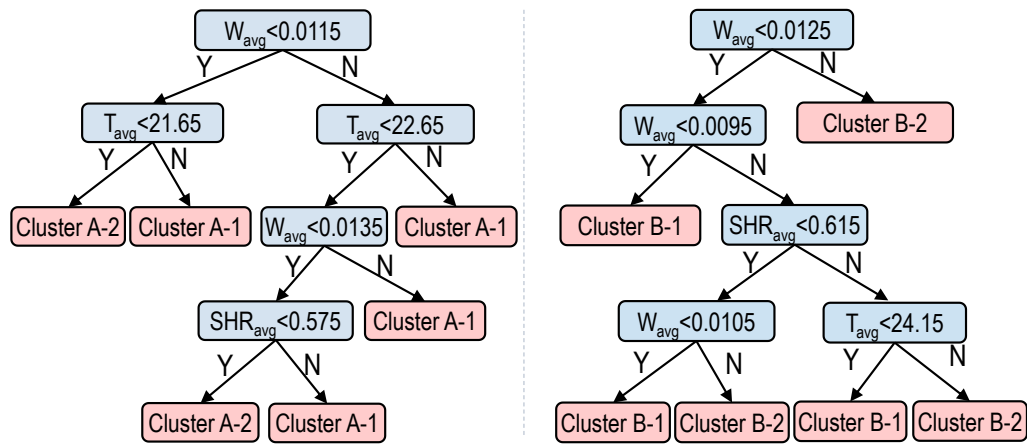 W_avg<0.0115
Y N
T_avg<21.65 T_avg<22.65
Y N Y N
Cluster A-2 Cluster A-1 W_avg<0.0135 Cluster A-1
Y N
SHR_avg<0.575 Cluster A-1
Y N
Cluster A-2 Cluster A-1
W_avg<0.0125
Y N
W_avg<0.0095 Cluster B-2
Y N
Cluster B-1 SHR_avg<0.615
Y N
W_avg<0.0105 T_avg<24.15
Y N Y N
Cluster B-1 Cluster B-2 Cluster B-1 Cluster B-2